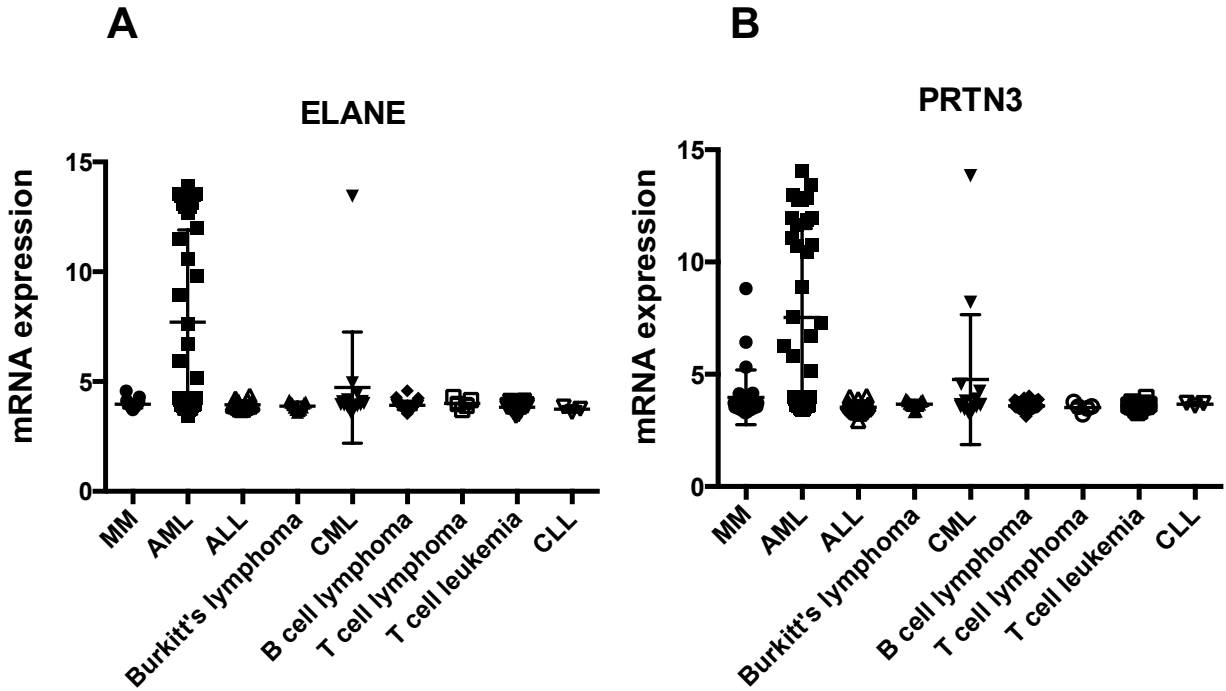 A
ELANE
mRNA expression
15
10
5
0
MM
AML
ALL
Burkitt's lymphoma
CML
B cell lymphoma
T cell lymphoma
T cell leukemia
CLL
B
PRTN3
mRNA expression
15
10
5
0
MM
AML
ALL
Burkitt's lymphoma
CML
B cell lymphoma
T cell lymphoma
T cell leukemia
CLL